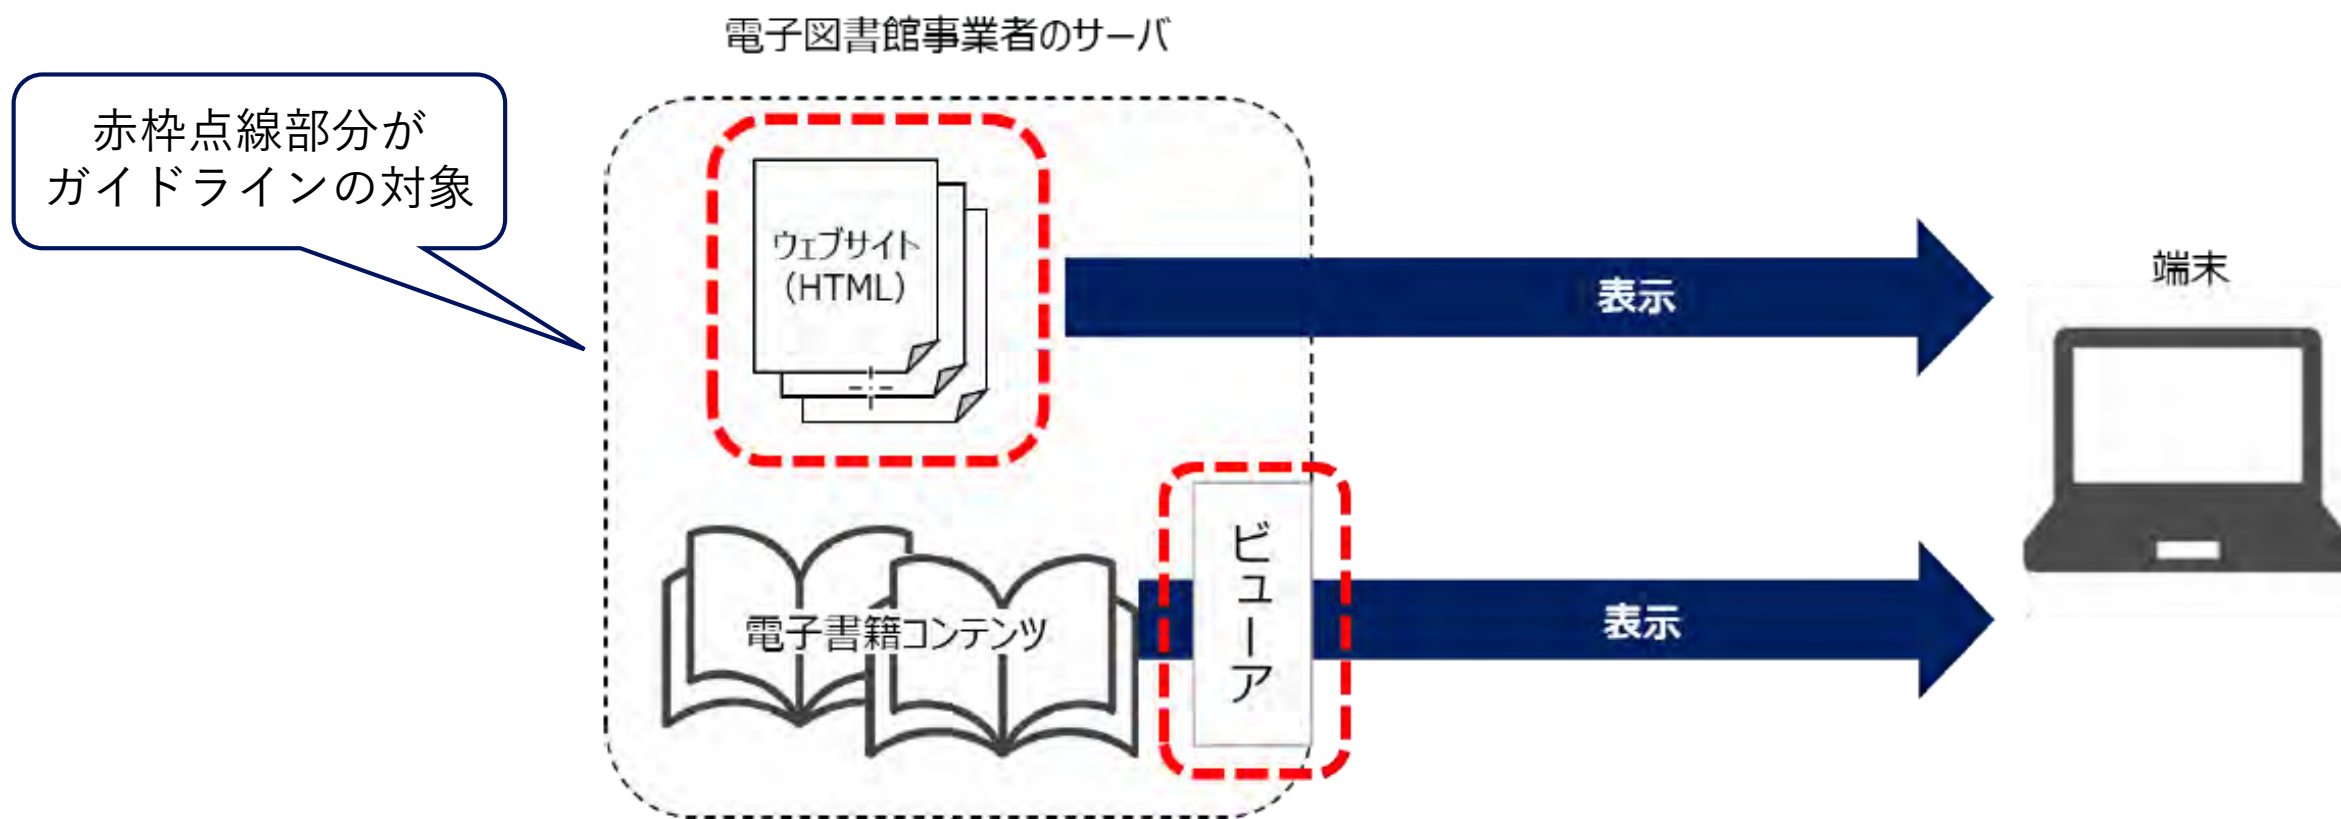 電子図書館事業者のサーバ
赤枠点線部分が
ガイドラインの対象
ウェブサイト
(HTML)
表示
端末
電子書籍コンテンツ
ビューア
表示